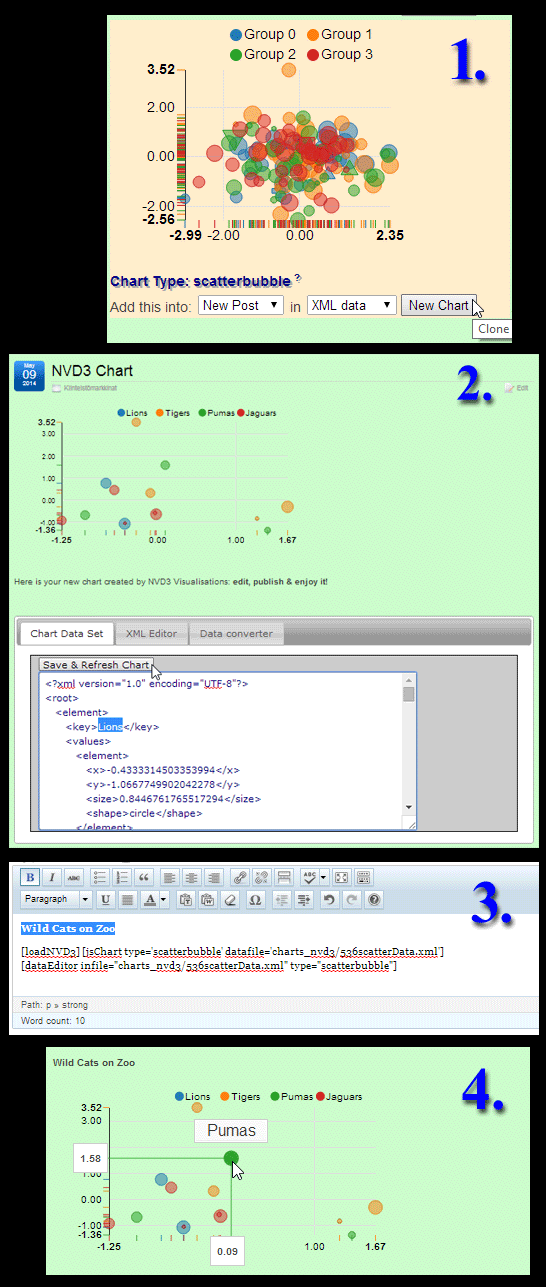 Group 0 Group 1
Group 2 Group 3
1.
3.52
2.00
0.00
-2.00
-2.56
-2.99 -2.00 0.00 2.35
Chart Type: scatterbubble ?
Add this into: New Post in XML data New Chart
Clone
May
09
2014
NVD3 Chart
2.
Edit
Lions Tigers Pumas Jaguars
3.52
3.00
2.00
1.00
0.00
-1.00
-1.36
-1.25 0.00 1.00 1.67
Here is your new chart created by NVD3 Visualisations: edit, publish & enjoy it!
Chart Data Set XML Editor Data converter
Save & Refresh Chart
<?xml version="1.0" encoding="UTF-8"?>
<root>
<element>
<key>Lions</key>
<values>
<element>
<x>-0.4333314503353994</x>
<y>-1.0667749902042278</y>
<size>0.8446761765517294</size>
<shape>circle</shape>
</element>
3.
B I ABC ABC
Paragraph U A T W Ω
Wild Cats on Zoo
[loadNVD3] [jsChart type='scatterbubble' datafile='charts_nvd3/536scatterData.xml']
[dataEditor infile="charts_nvd3/536scatterData.xml" type="scatterbubble"]
Path: p » strong
Word count: 10
Wild Cats on Zoo
4.
Lions Tigers Pumas Jaguars
3.52
3.00
Pumas
1.58
1.00
0.00
-1.00
-1.36
-1.25 0.09 1.00 1.67